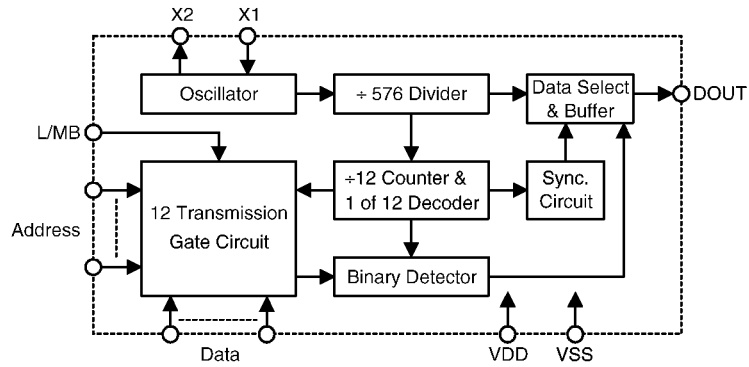 X2 X1
Oscillator
÷ 576 Divider
Data Select
& Buffer
DOUT
L/MB
÷12 Counter &
1 of 12 Decoder
Sync.
Circuit
12 Transmission
Gate Circuit
Address
Binary Detector
Data
VDD
VSS